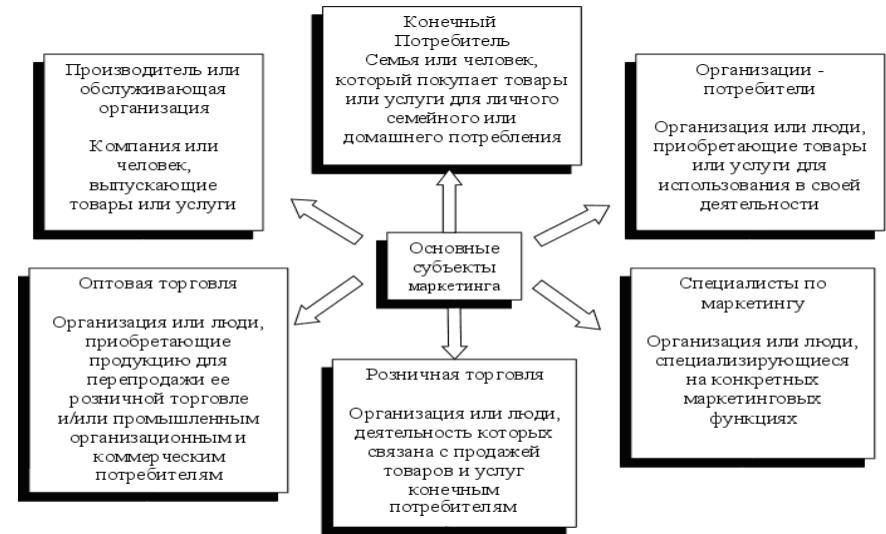 Конечный
Потребитель
Семья или человек,
который покупает товары
или услуги для личного
семейного или
домашнего потребления
Производитель или
обслуживающая
организация
Компания или
человек,
выпускающие
товары или услуги
Организации -
потребители
Организация или люди,
приобретающие товары
или услуги для
использования в своей
деятельности
Основные
субъекты
маркетинга
Оптовая торговля
Организация или люди,
приобретающие
продукцию для
перепродажи ее
розничной торговле
и/или промышленным
организационным и
коммерческим
потребителям
Розничная торговля
Организация или люди,
деятельность которых
связана с продажей
товаров и услуг
конечным
потребителям
Специалисты по
маркетингу
Организация или люди,
специализирующиеся
на конкретных
маркетинговых
функциях